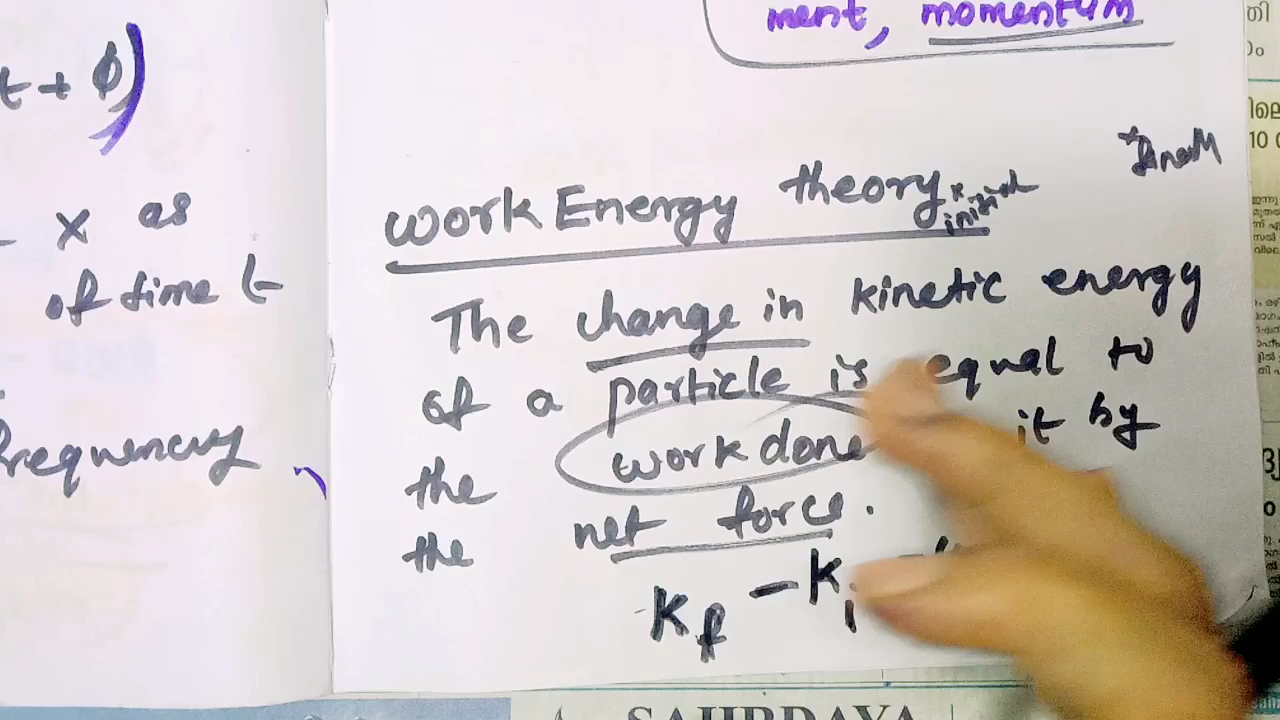 ment, momentum
t + φ)
work Energy theory
* initial
x as
of time t
The change in kinetic energy
of a particle is equal to
the work done it by
the net force.
frequency
Kf - Ki
SAHRDAYA